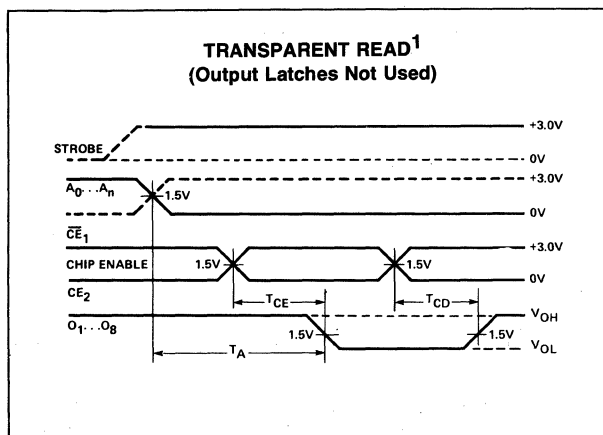 TRANSPARENT READ1
(Output Latches Not Used)
+3.0V
STROBE
0V
A0...An
+3.0V
1.5V
0V
CE1
+3.0V
CHIP ENABLE
1.5V
1.5V
0V
CE2
TCE
TCD
O1...O8
VOH
1.5V
1.5V
TA
VOL